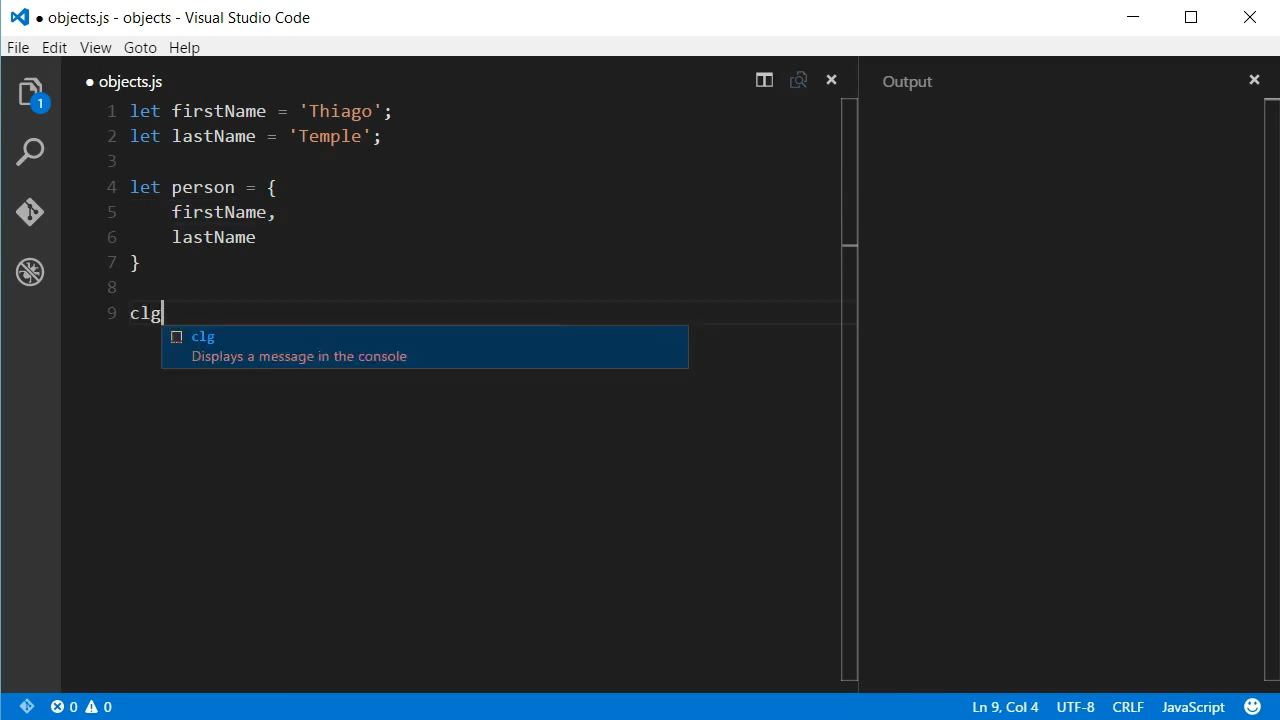 ● objects.js - objects - Visual Studio Code
File Edit View Goto Help
1
● objects.js
Output
1 let firstName = 'Thiago';
2 let lastName = 'Temple';
3
4 let person = {
5     firstName,
6     lastName
7 }
8
9 clg
clg
Displays a message in the console
0 0
Ln 9, Col 4 UTF-8 CRLF JavaScript